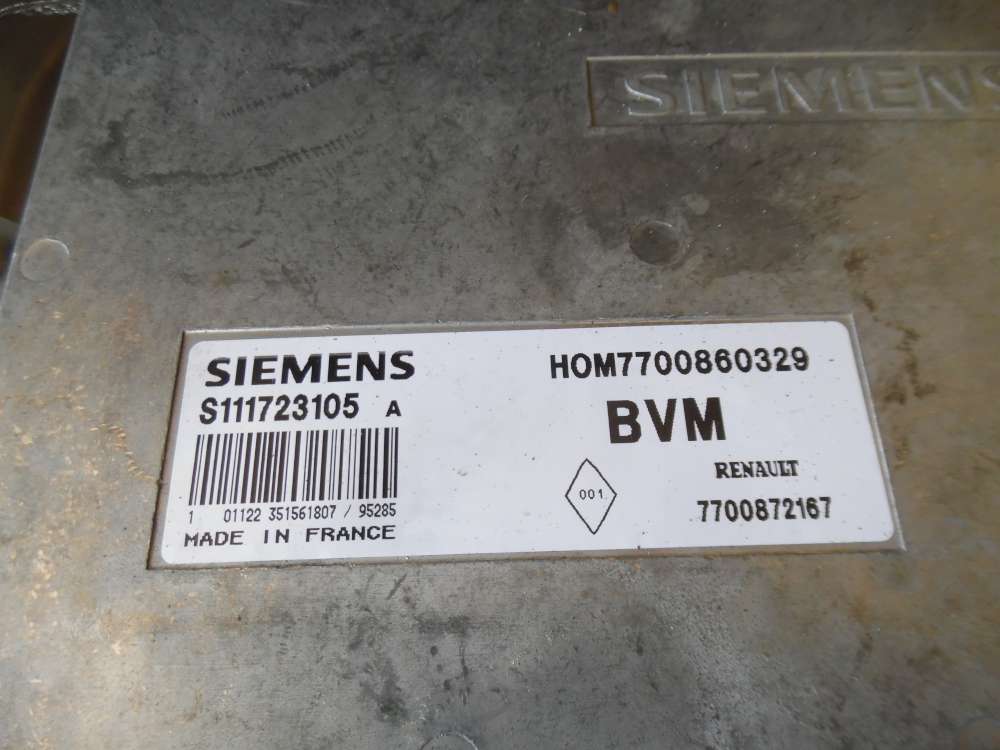 SIEMENS
SIEMENS
S111723105 A
1 01122 351561807 / 95285
MADE IN FRANCE
HOM7700860329
BVM
001
RENAULT
7700872167